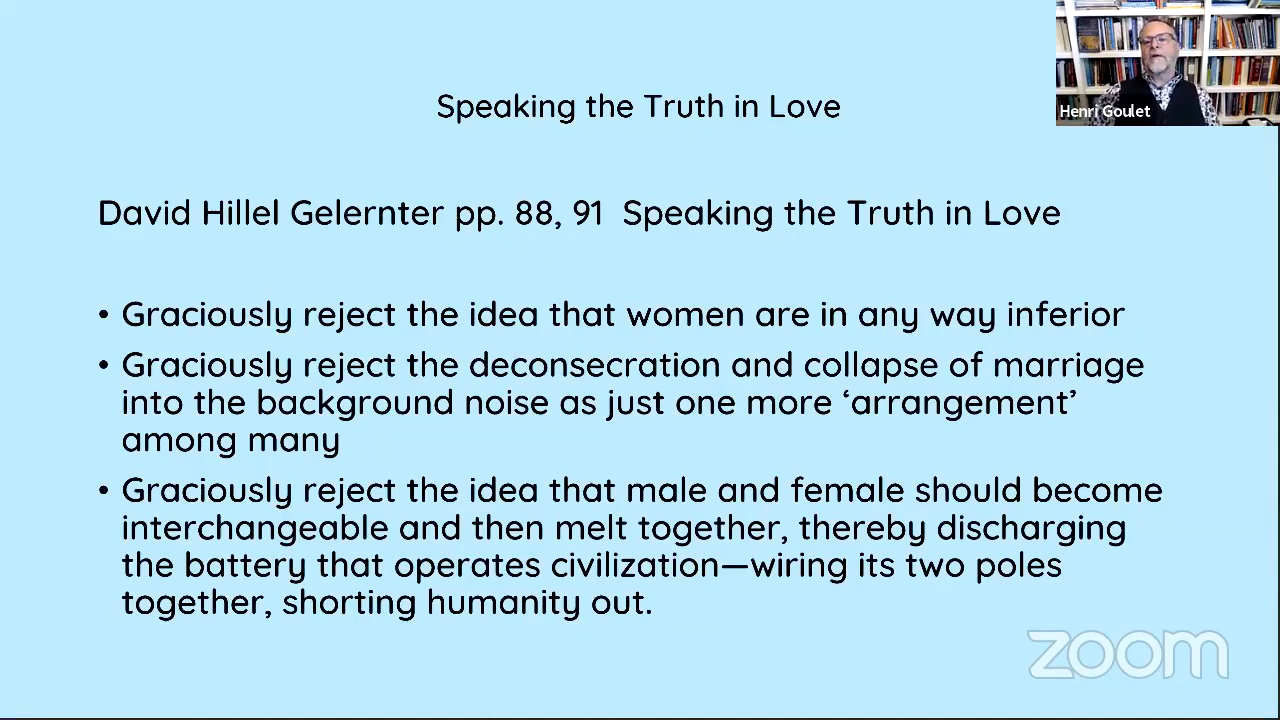 Speaking the Truth in Love
Henri Goulet
David Hillel Gelernter pp. 88, 91 Speaking the Truth in Love
• Graciously reject the idea that women are in any way inferior
• Graciously reject the deconsecration and collapse of marriage
into the background noise as just one more ‘arrangement’
among many
• Graciously reject the idea that male and female should become
interchangeable and then melt together, thereby discharging
the battery that operates civilization—wiring its two poles
together, shorting humanity out.
zoom